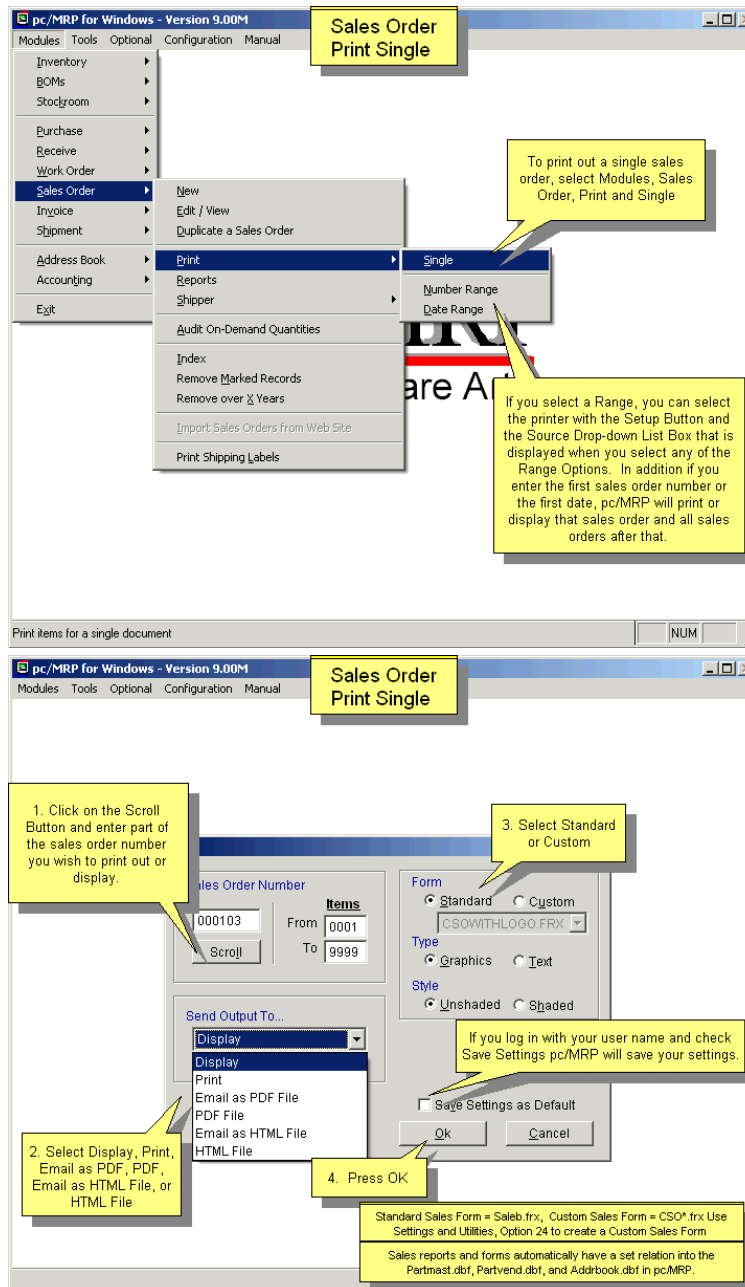 pc/MRP for Windows - Version 9.00M
Sales Order
Print Single
Modules Tools Optional Configuration Manual
Inventory
BOMs
Stockroom
Purchase
Receive
Work Order
Sales Order
Invoice
Shipment
Address Book
Accounting
Exit
New
Edit / View
Duplicate a Sales Order
Print
Reports
Shipper
Audit On-Demand Quantities
Index
Remove Marked Records
Remove over X Years
Import Sales Orders from Web Site
Print Shipping Labels
Single
Number Range
Date Range
To print out a single sales
order, select Modules, Sales
Order, Print and Single
If you select a Range, you can select
the printer with the Setup Button and
the Source Drop-down List Box that is
displayed when you select any of the
Range Options. In addition if you
enter the first sales order number or
the first date, pc/MRP will print or
display that sales order and all sales
orders after that.
Print items for a single document
NUM
pc/MRP for Windows - Version 9.00M
Sales Order
Print Single
Modules Tools Optional Configuration Manual
1. Click on the Scroll
Button and enter part of
the sales order number
you wish to print out or
display.
3. Select Standard
or Custom
ales Order Number
Items
000103
From 0001
Scroll
To 9999
Form
Standard Custom
CSOWITHLOGO.FRX
Type
Graphics Text
Style
Unshaded Shaded
Send Output To...
Display
Display
Print
Email as PDF File
PDF File
Email as HTML File
HTML File
If you log in with your user name and check
Save Settings pc/MRP will save your settings.
Save Settings as Default
Ok Cancel
2. Select Display, Print,
Email as PDF, PDF,
Email as HTML File, or
HTML File
4. Press OK
Standard Sales Form = Saleb.frx, Custom Sales Form = CSO*.frx Use
Settings and Utilities, Option 24 to create a Custom Sales Form
Sales reports and forms automatically have a set relation into the
Partmast.dbf, Partvend.dbf, and Addrbook.dbf in pc/MRP.